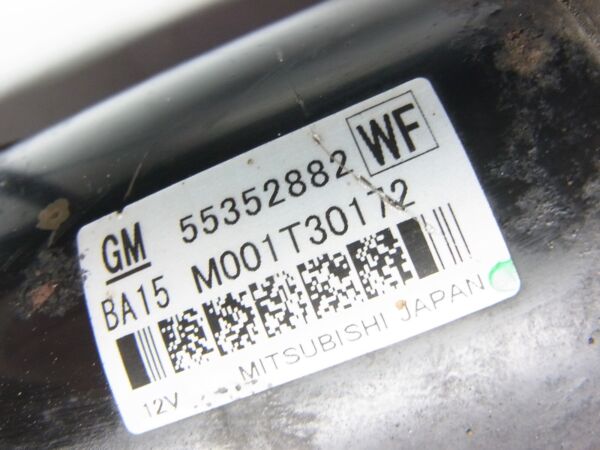 GM 55352882 WF
BA15 M001T30172
12V MITSUBISHI JAPAN